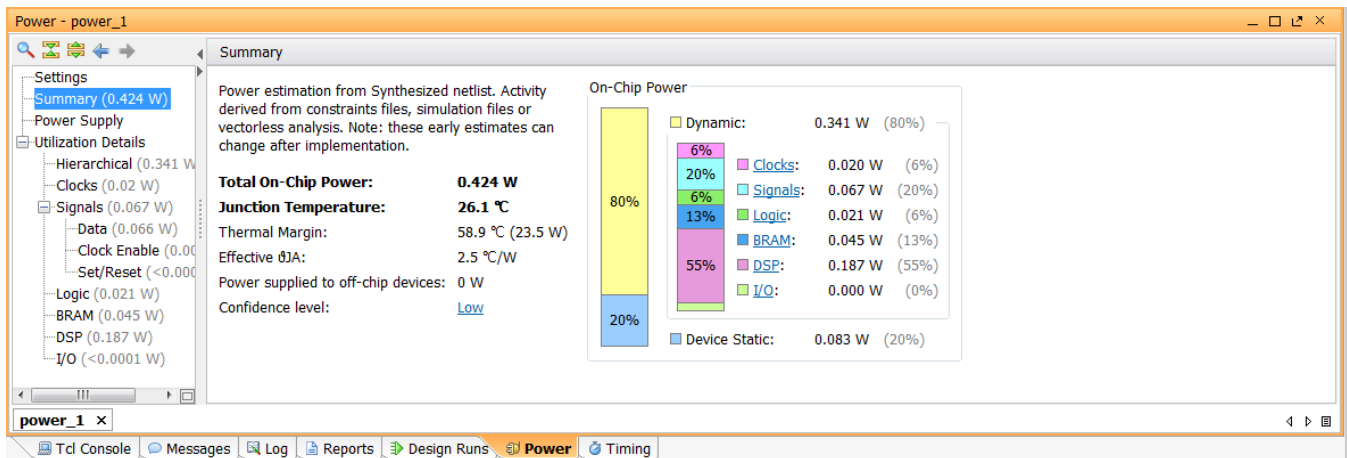 Power - power_1
Summary
Settings
Summary (0.424 W)
Power Supply
Utilization Details
Hierarchical (0.341 W
Clocks (0.02 W)
Signals (0.067 W)
Data (0.066 W)
Clock Enable (0.00
Set/Reset (<0.000
Logic (0.021 W)
BRAM (0.045 W)
DSP (0.187 W)
I/O (<0.0001 W)
Power estimation from Synthesized netlist. Activity
derived from constraints files, simulation files or
vectorless analysis. Note: these early estimates can
change after implementation.
Total On-Chip Power: 0.424 W
Junction Temperature: 26.1 ℃
Thermal Margin: 58.9 ℃ (23.5 W)
Effective ϑJA: 2.5 ℃/W
Power supplied to off-chip devices: 0 W
Confidence level: Low
On-Chip Power
80%
20%
Dynamic: 0.341 W (80%)
6%
20%
6%
13%
55%
Clocks: 0.020 W (6%)
Signals: 0.067 W (20%)
Logic: 0.021 W (6%)
BRAM: 0.045 W (13%)
DSP: 0.187 W (55%)
I/O: 0.000 W (0%)
Device Static: 0.083 W (20%)
power_1
Tcl Console Messages Log Reports Design Runs Power Timing